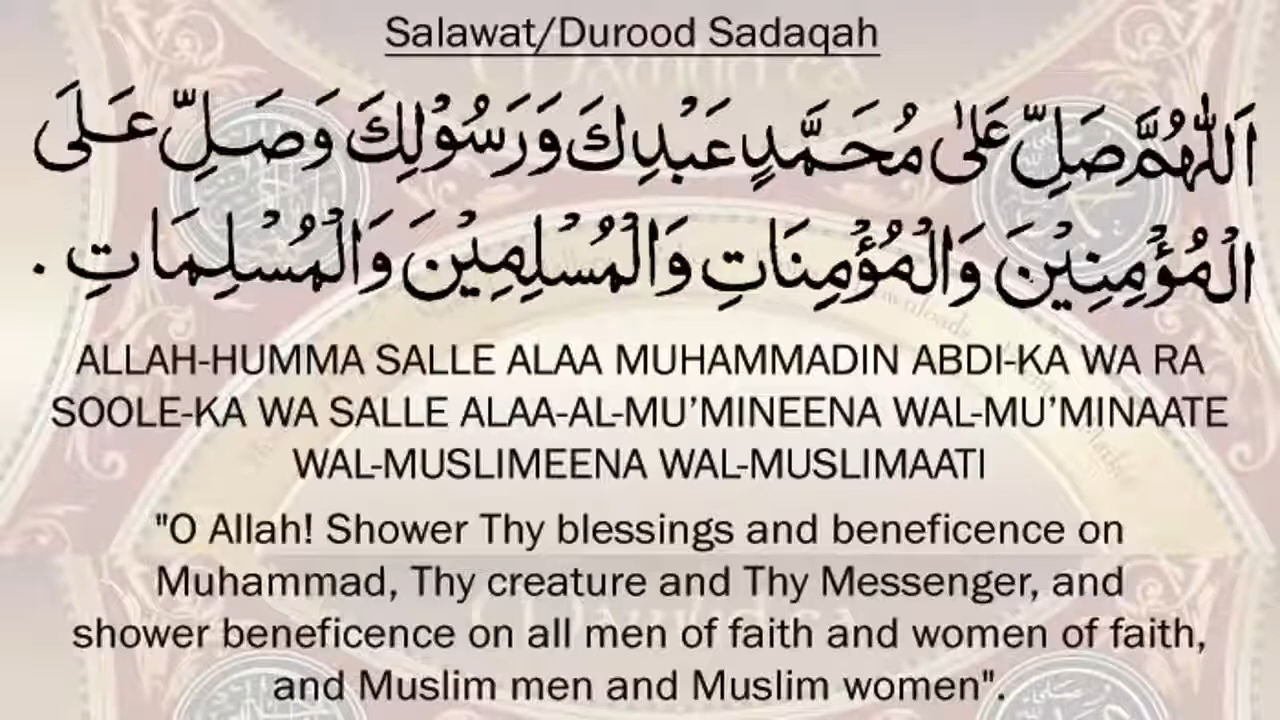 Salawat/Durood Sadaqah
اَللّٰهُمَّ صَلِّ عَلٰى مُحَمَّدٍ عَبْدِكَ وَرَسُوْلِكَ وَصَلِّ عَلَى
الْمُؤْمِنِيْنَ وَالْمُؤْمِنَاتِ وَالْمُسْلِمِيْنَ وَالْمُسْلِمَاتِ .
ALLAH-HUMMA SALLE ALAA MUHAMMADIN ABDI-KA WA RA
SOOLE-KA WA SALLE ALAA-AL-MU’MINEENA WAL-MU’MINAATE
WAL-MUSLIMEENA WAL-MUSLIMAATI
"O Allah! Shower Thy blessings and beneficence on
Muhammad, Thy creature and Thy Messenger, and
shower beneficence on all men of faith and women of faith,
and Muslim men and Muslim women".